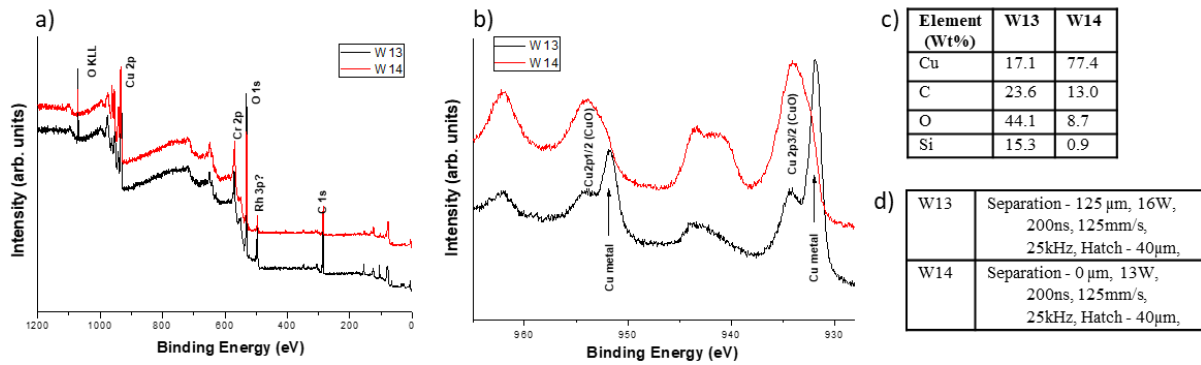 a)
W 13
W 14
O KLL
Cu 2p
Cr 2p
O 1s
Rh 3p?
C 1s
Intensity (arb. units)
1200 1000 800 600 400 200 0
Binding Energy (eV)
b)
W 13
W 14
Cu2p1/2 (CuO)
Cu metal
Cu 2p3/2 (CuO)
Cu metal
Intensity (arb. units)
960 950 940 930
Binding Energy (eV)
c)
Element (Wt%) W13 W14
Cu 17.1 77.4
C 23.6 13.0
O 44.1 8.7
Si 15.3 0.9
d)
W13 Separation - 125 µm, 16W,
200ns, 125mm/s,
25kHz, Hatch - 40µm,
W14 Separation - 0 µm, 13W,
200ns, 125mm/s,
25kHz, Hatch - 40µm,